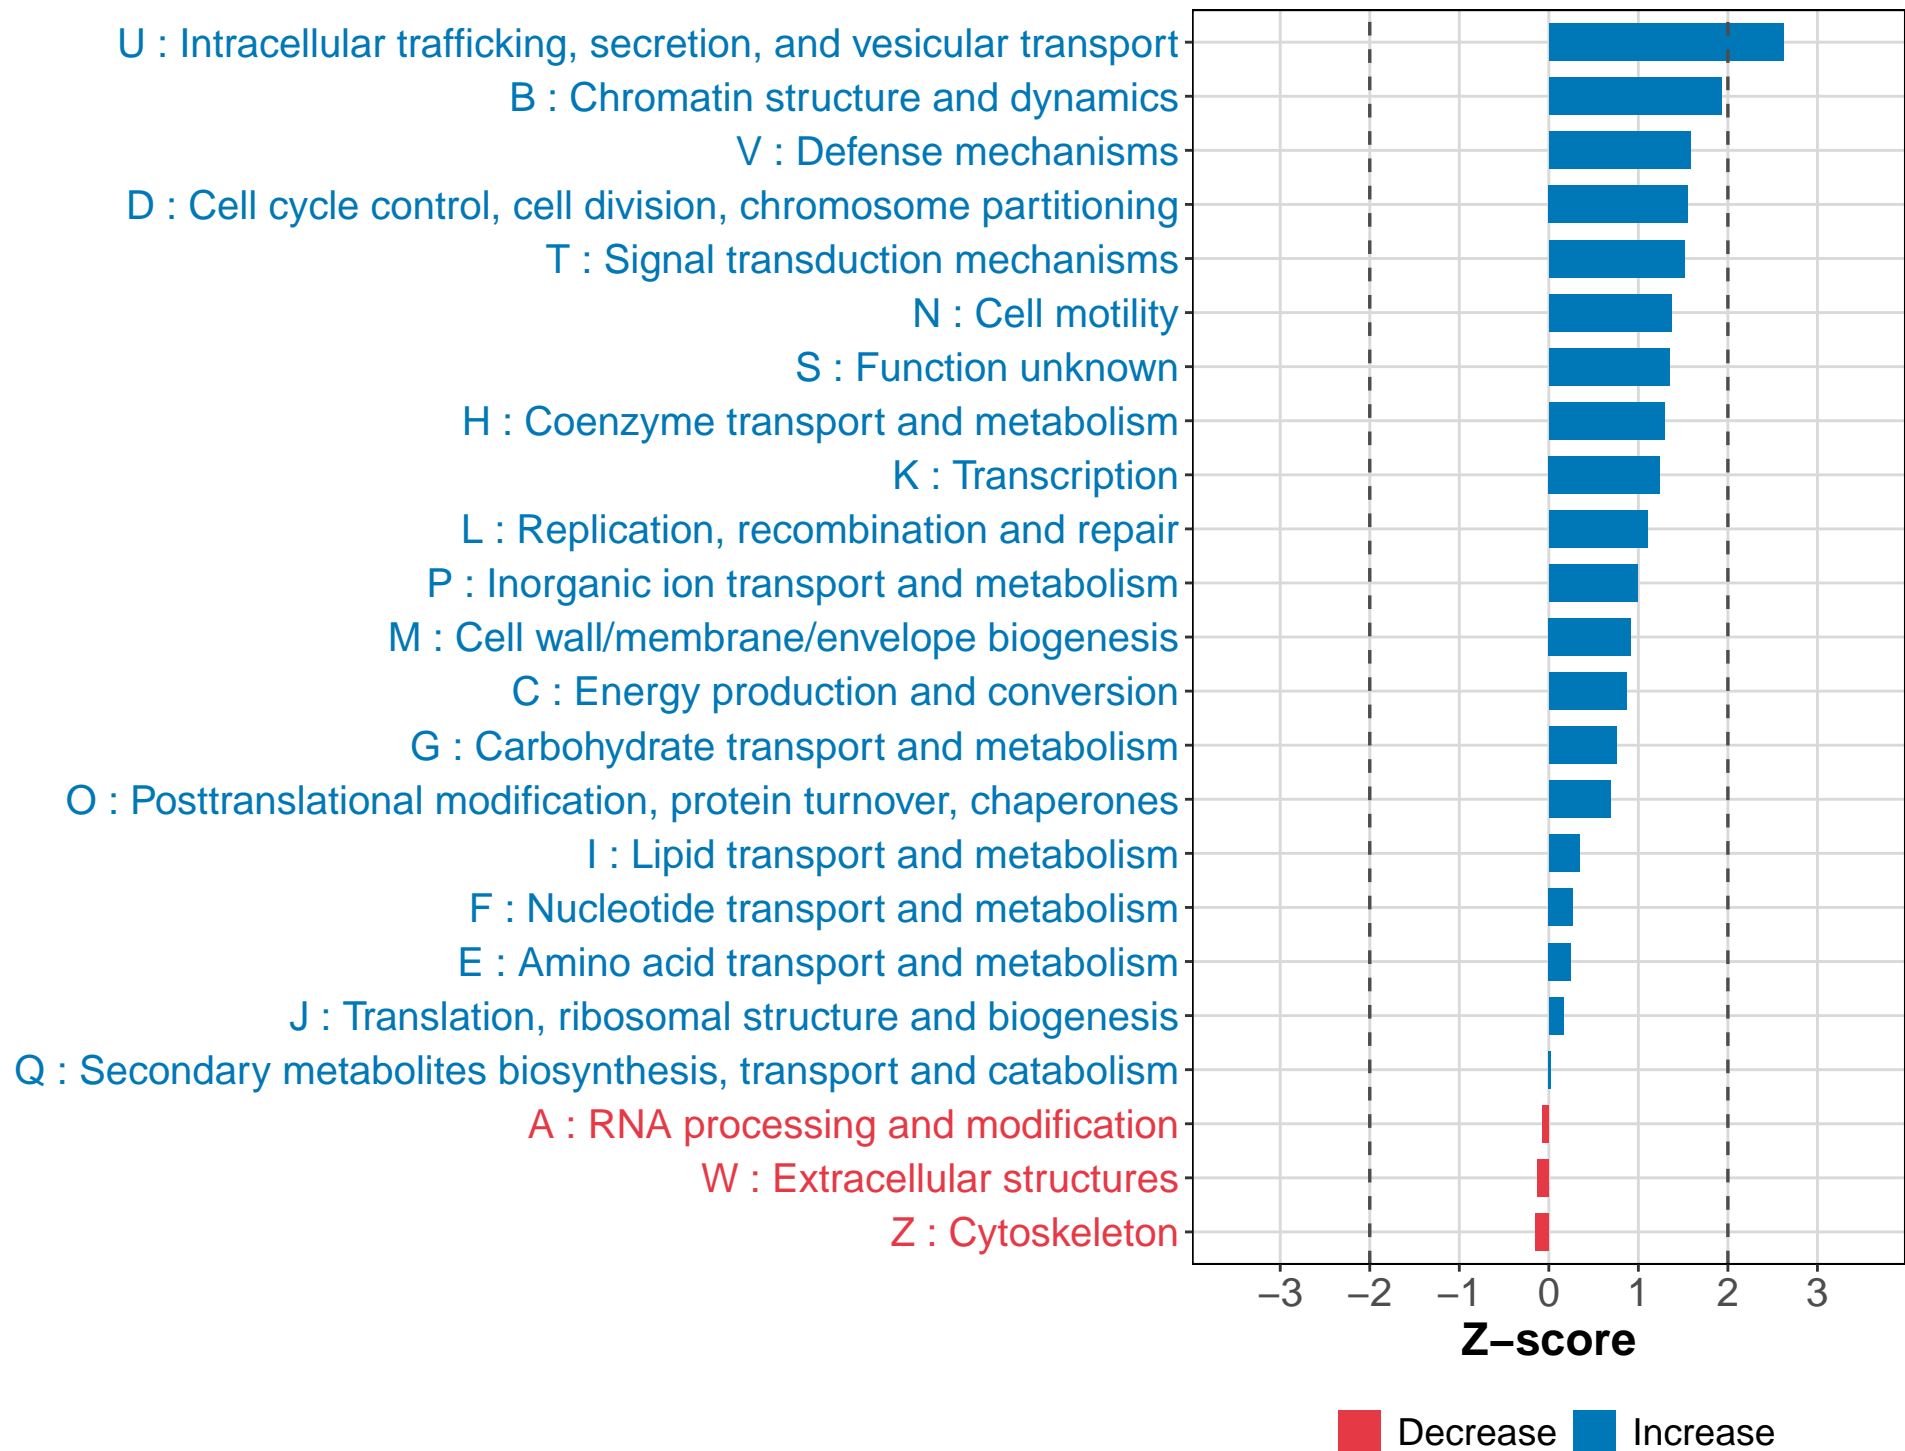 U : Intracellular trafficking, secretion, and vesicular transport
B : Chromatin structure and dynamics
V : Defense mechanisms
D : Cell cycle control, cell division, chromosome partitioning
T : Signal transduction mechanisms
N : Cell motility
S : Function unknown
H : Coenzyme transport and metabolism
K : Transcription
L : Replication, recombination and repair
P : Inorganic ion transport and metabolism
M : Cell wall/membrane/envelope biogenesis
C : Energy production and conversion
G : Carbohydrate transport and metabolism
O : Posttranslational modification, protein turnover, chaperones
I : Lipid transport and metabolism
F : Nucleotide transport and metabolism
E : Amino acid transport and metabolism
J : Translation, ribosomal structure and biogenesis
Q : Secondary metabolites biosynthesis, transport and catabolism
A : RNA processing and modification
W : Extracellular structures
Z : Cytoskeleton
−3 −2 −1 0 1 2 3
Z−score
Decrease Increase